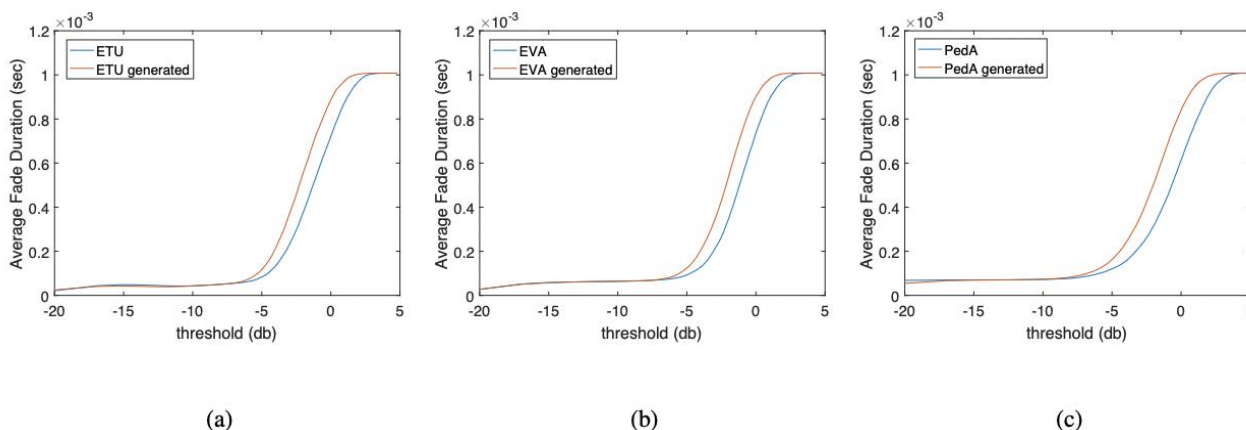 ×10⁻³
1.2
1
0.8
0.6
0.4
0.2
0
Average Fade Duration (sec)
ETU
ETU generated
-20 -15 -10 -5 0 5
threshold (db)
(a)
×10⁻³
1.2
1
0.8
0.6
0.4
0.2
0
Average Fade Duration (sec)
EVA
EVA generated
-20 -15 -10 -5 0 5
threshold (db)
(b)
×10⁻³
1.2
1
0.8
0.6
0.4
0.2
0
Average Fade Duration (sec)
PedA
PedA generated
-20 -15 -10 -5 0
threshold (db)
(c)